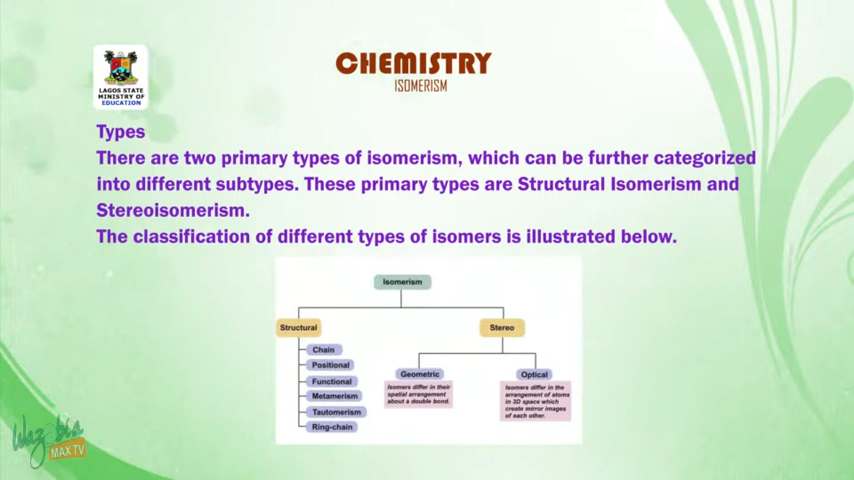 CHEMISTRY
ISOMERISM
LAGOS STATE
MINISTRY OF
EDUCATION
Types
There are two primary types of isomerism, which can be further categorized
into different subtypes. These primary types are Structural Isomerism and
Stereoisomerism.
The classification of different types of isomers is illustrated below.
Isomerism
Structural
Stereo
Chain
Positional
Functional
Metamerism
Tautomerism
Ring-chain
Geometric
Isomers differ in their
spatial arrangement
about a double bond.
Optical
Isomers differ in the
arrangement of atoms
in 3D space which
create mirror images
of each other.
Wazobia
MAX TV